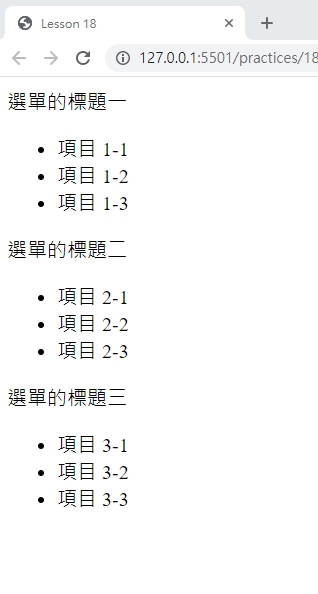 Lesson 18
127.0.0.1:5501/practices/18
選單的標題一
項目 1-1
項目 1-2
項目 1-3
選單的標題二
項目 2-1
項目 2-2
項目 2-3
選單的標題三
項目 3-1
項目 3-2
項目 3-3